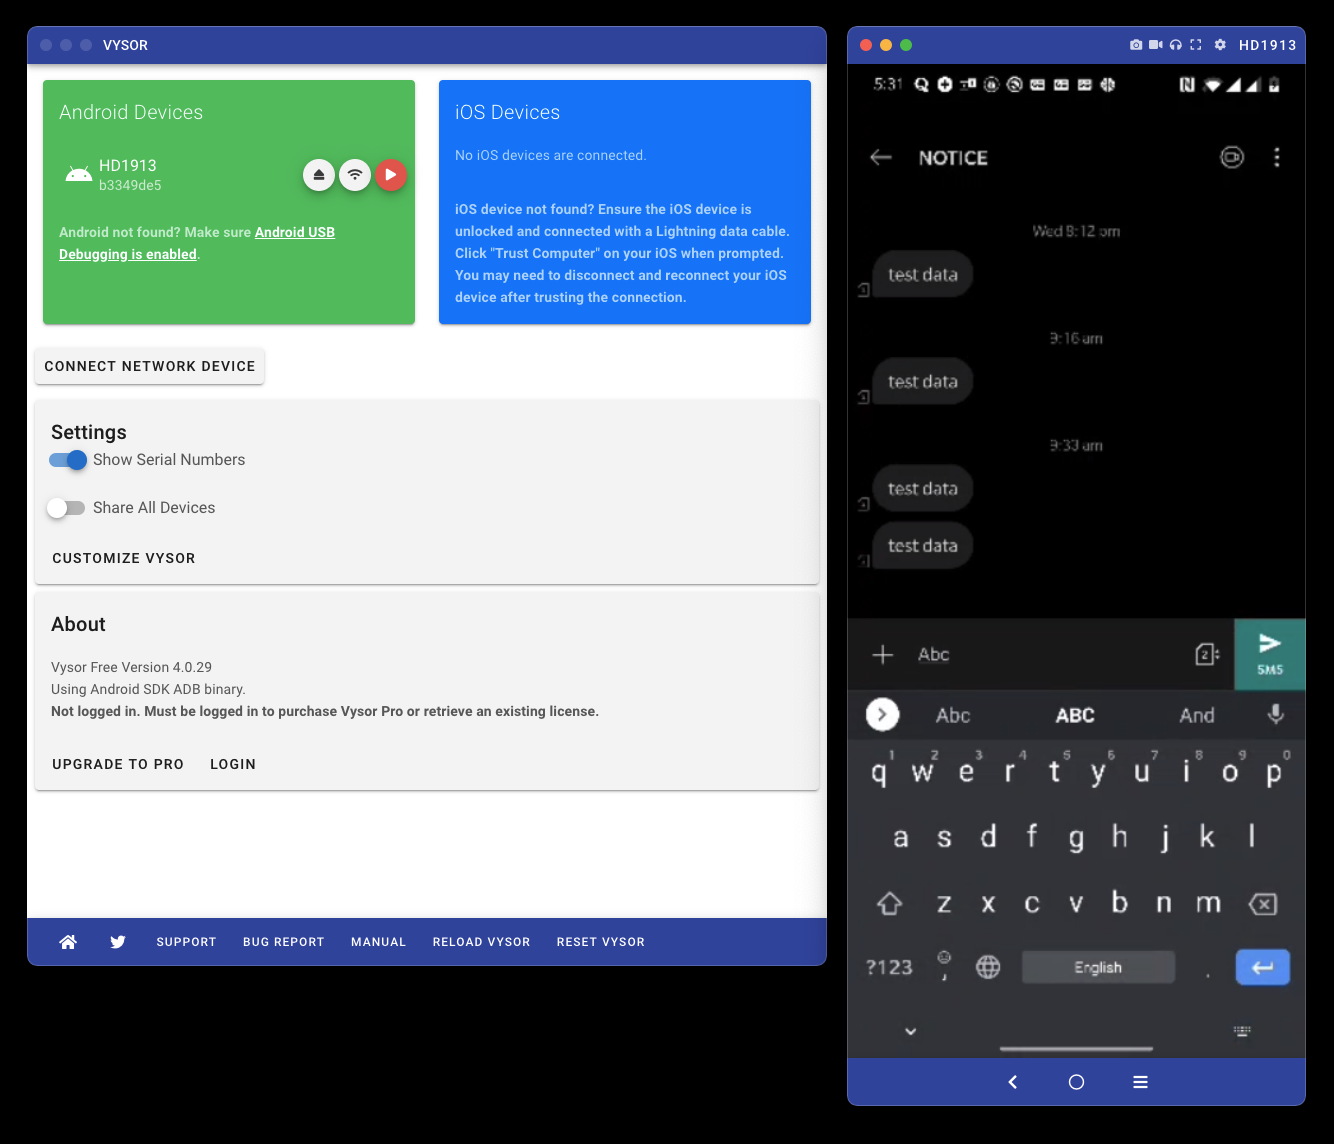 VYSOR
Android Devices
HD1913
b3349de5
Android not found? Make sure Android USB
Debugging is enabled.
iOS Devices
No iOS devices are connected.
iOS device not found? Ensure the iOS device is
unlocked and connected with a Lightning data cable.
Click "Trust Computer" on your iOS when prompted.
You may need to disconnect and reconnect your iOS
device after trusting the connection.
CONNECT NETWORK DEVICE
Settings
Show Serial Numbers
Share All Devices
CUSTOMIZE VYSOR
About
Vysor Free Version 4.0.29
Using Android SDK ADB binary.
Not logged in. Must be logged in to purchase Vysor Pro or retrieve an existing license.
UPGRADE TO PRO LOGIN
SUPPORT BUG REPORT MANUAL RELOAD VYSOR RESET VYSOR
HD1913
5:31
NOTICE
Wed 8:12 pm
test data
9:16 am
test data
9:33 am
test data
test data
Abc 2
SMS
Abc ABC And
1 2 3 4 5 6 7 8 9 0
q w e r t y u i o p
a s d f g h j k l
z x c v b n m
?123 , English .